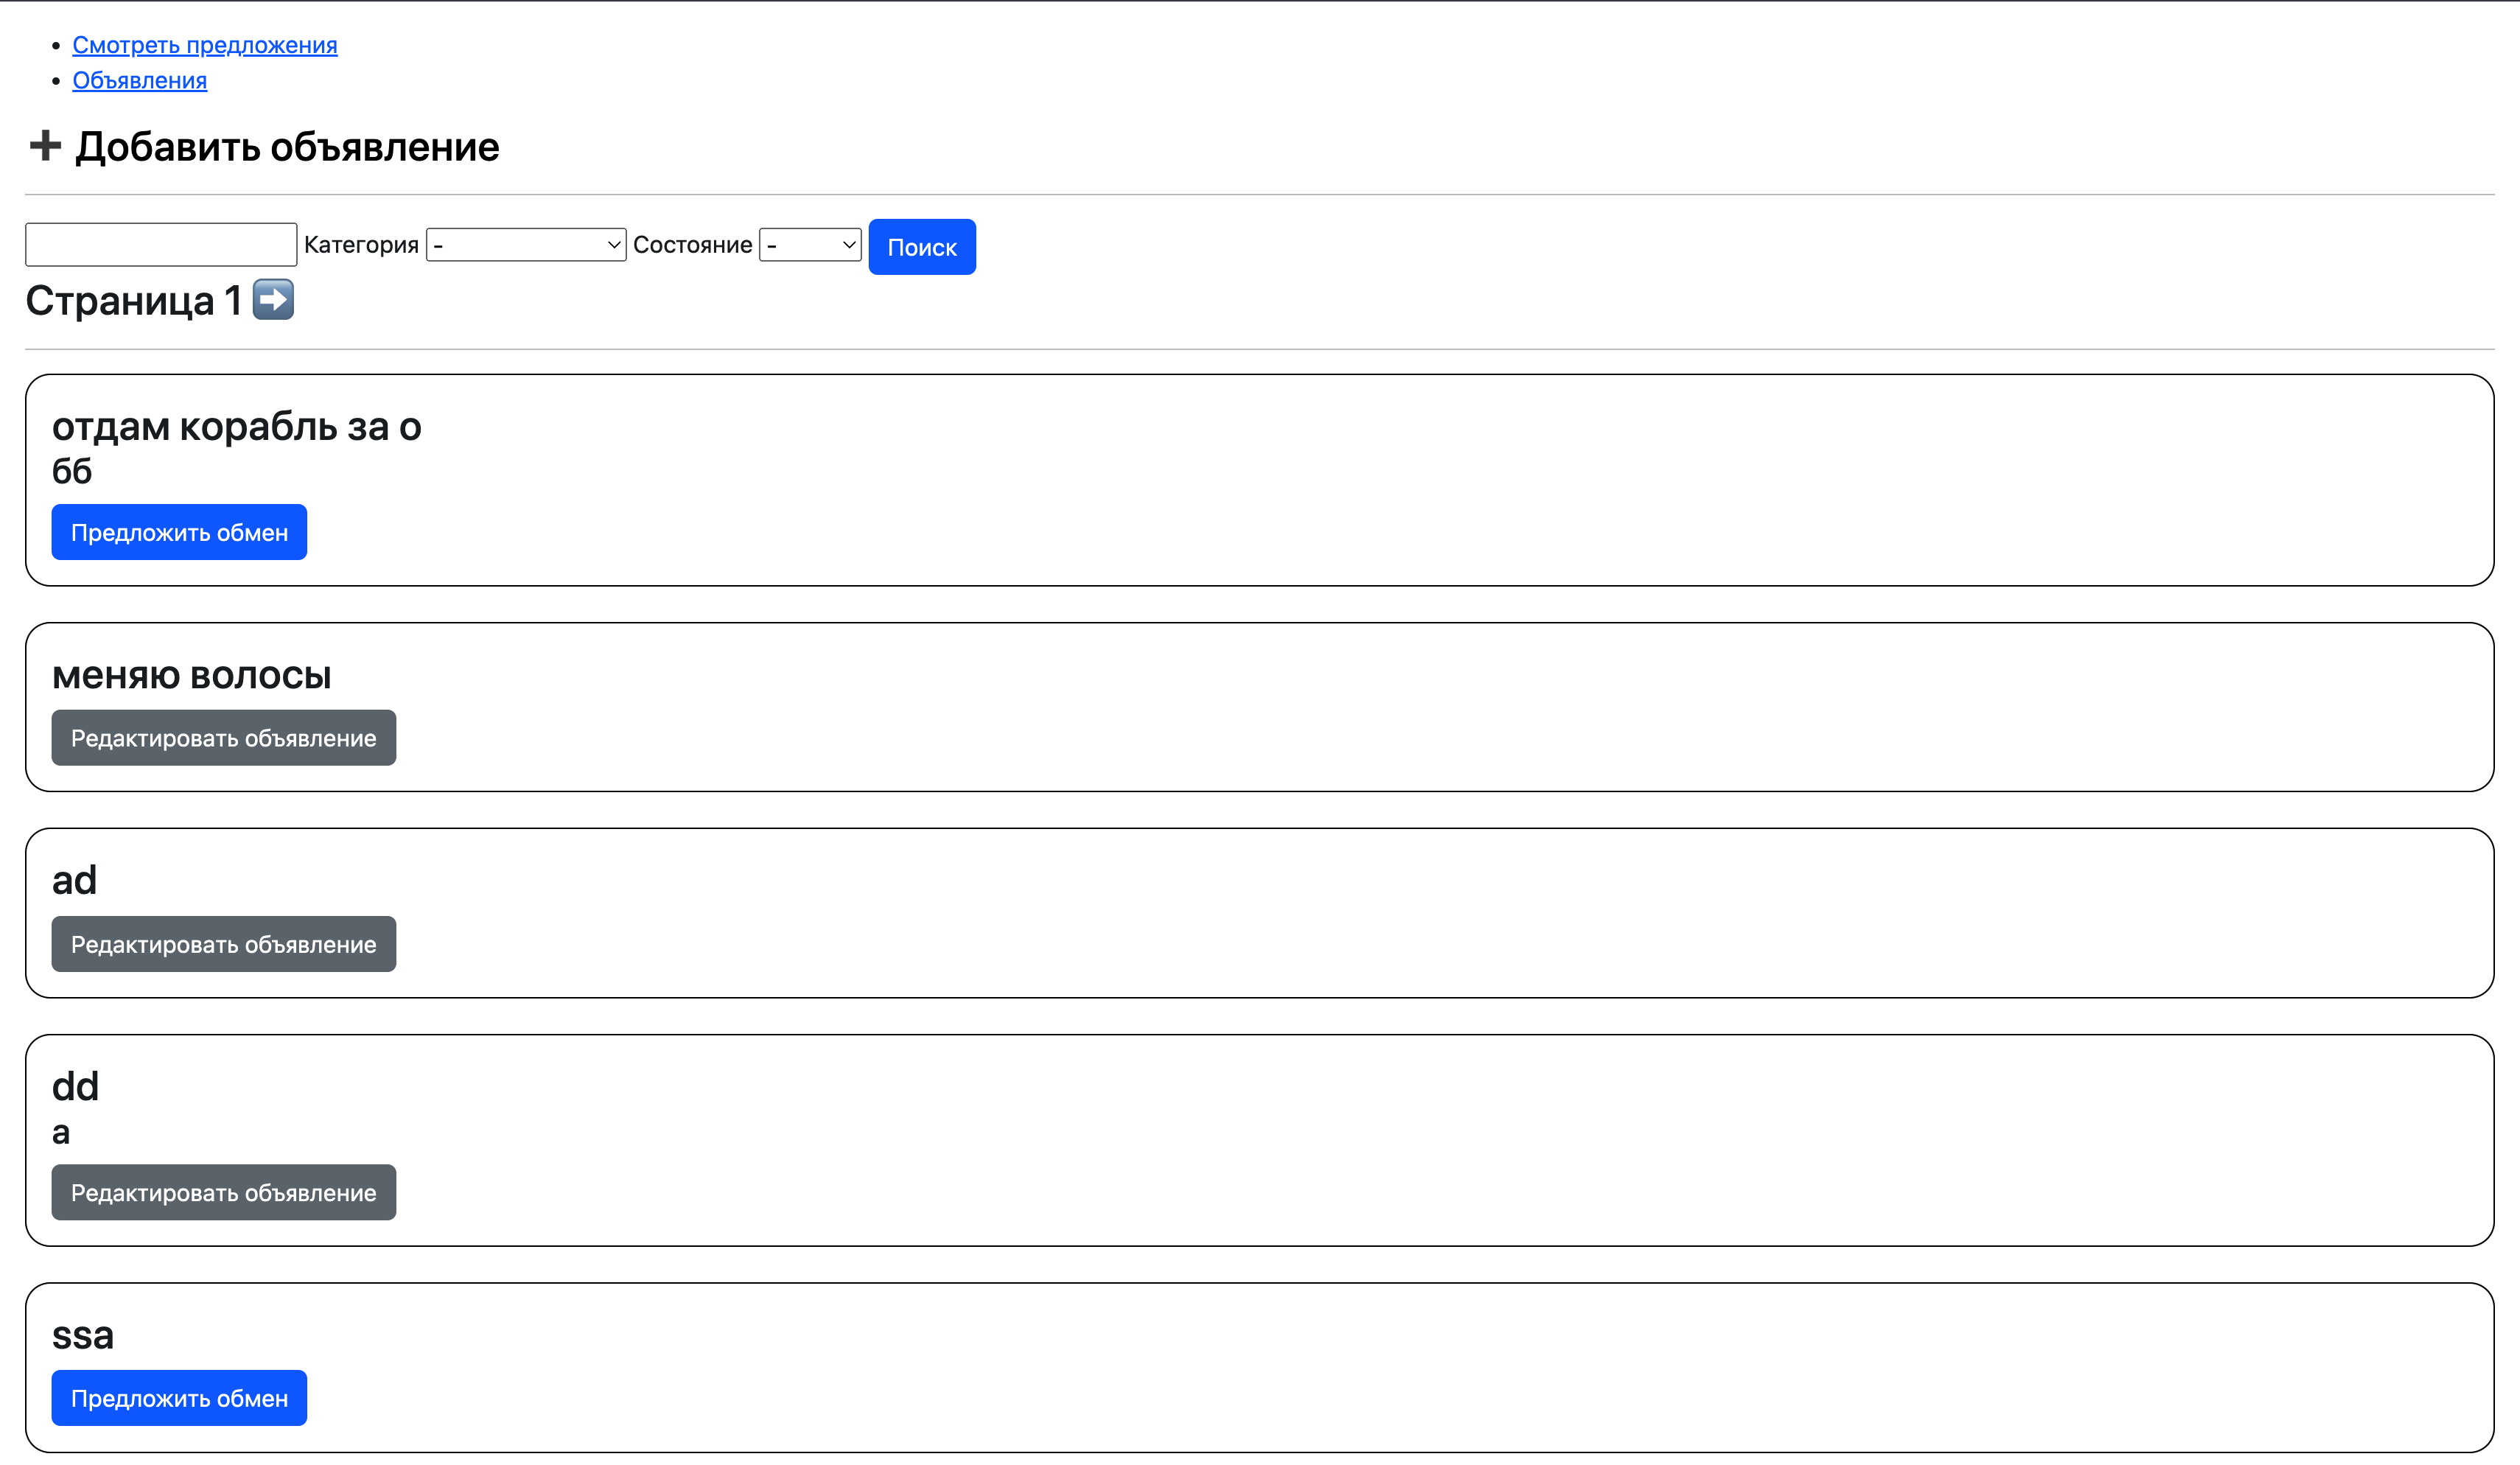 Смотреть предложения
Объявления
➕ Добавить объявление
Категория - Состояние - Поиск
Страница 1 ➡️
отдам корабль за о
бб
Предложить обмен
меняю волосы
Редактировать объявление
ad
Редактировать объявление
dd
a
Редактировать объявление
ssa
Предложить обмен